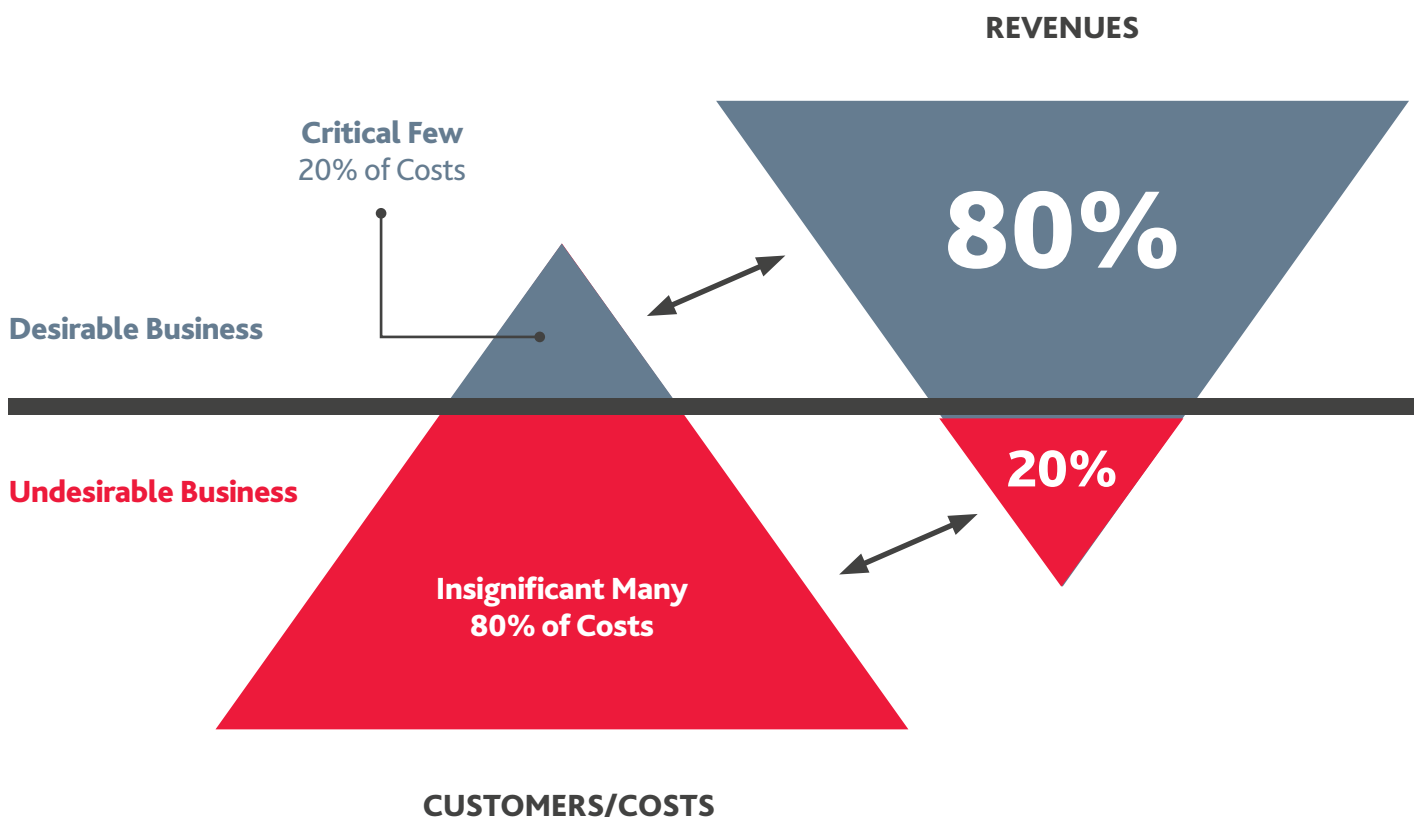 REVENUES
Critical Few
20% of Costs
80%
Desirable Business
20%
Undesirable Business
Insignificant Many
80% of Costs
CUSTOMERS/COSTS